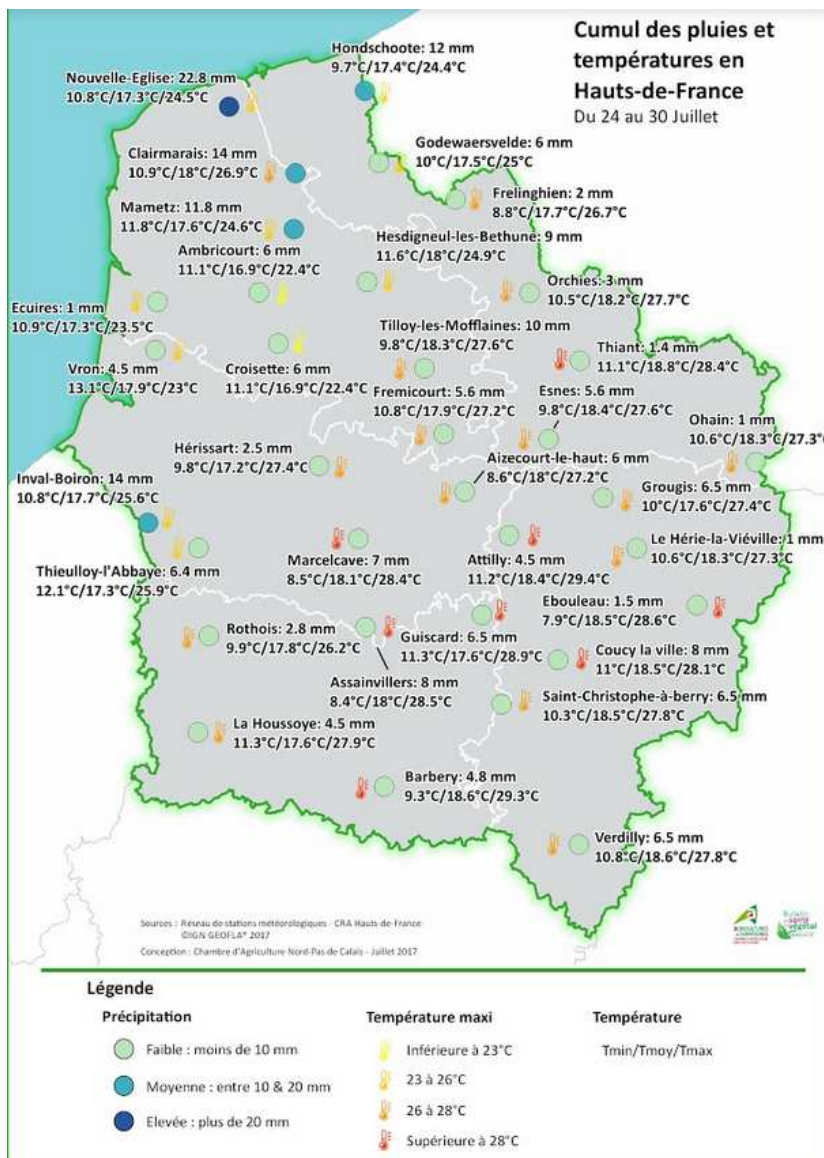 Cumul des pluies et
températures en
Hauts-de-France
Du 24 au 30 Juillet
Hondschoote: 12 mm
9.7°C/17.4°C/24.4°C
Nouvelle-Eglise: 22.8 mm
10.8°C/17.3°C/24.5°C
Godewaersvelde: 6 mm
10°C/17.5°C/25°C
Clairmarais: 14 mm
10.9°C/18°C/26.9°C
Frelinghien: 2 mm
8.8°C/17.7°C/26.7°C
Mametz: 11.8 mm
11.8°C/17.6°C/24.6°C
Hesdigneul-les-Bethune: 9 mm
11.6°C/18°C/24.9°C
Ambricourt: 6 mm
11.1°C/16.9°C/22.4°C
Orchies: 3 mm
10.5°C/18.2°C/27.7°C
Ecuires: 1 mm
10.9°C/17.3°C/23.5°C
Tilloy-les-Mofflaines: 10 mm
9.8°C/18.3°C/27.6°C
Thiant: 1.4 mm
11.1°C/18.8°C/28.4°C
Vron: 4.5 mm
13.1°C/17.9°C/23°C
Croisette: 6 mm
11.1°C/16.9°C/22.4°C
Fremicourt: 5.6 mm
10.8°C/17.9°C/27.2°C
Esnes: 5.6 mm
9.8°C/18.4°C/27.6°C
Ohain: 1 mm
10.6°C/18.3°C/27.3°C
Hérissart: 2.5 mm
9.8°C/17.2°C/27.4°C
Aizecourt-le-haut: 6 mm
8.6°C/18°C/27.2°C
Inval-Boiron: 14 mm
10.8°C/17.7°C/25.6°C
Grougis: 6.5 mm
10°C/17.6°C/27.4°C
Le Hérie-la-Viéville: 1 mm
10.6°C/18.3°C/27.3°C
Marcelcave: 7 mm
8.5°C/18.1°C/28.4°C
Attilly: 4.5 mm
11.2°C/18.4°C/29.4°C
Thieulloy-l'Abbaye: 6.4 mm
12.1°C/17.3°C/25.9°C
Ebouleau: 1.5 mm
7.9°C/18.5°C/28.6°C
Rothois: 2.8 mm
9.9°C/17.8°C/26.2°C
Guiscard: 6.5 mm
11.3°C/17.6°C/28.9°C
Coucy la ville: 8 mm
11°C/18.5°C/28.1°C
Assainvillers: 8 mm
8.4°C/18°C/28.5°C
Saint-Christophe-à-berry: 6.5 mm
10.3°C/18.5°C/27.8°C
La Houssoye: 4.5 mm
11.3°C/17.6°C/27.9°C
Barbery: 4.8 mm
9.3°C/18.6°C/29.3°C
Verdilly: 6.5 mm
10.8°C/18.6°C/27.8°C
Sources : Réseau de stations météorologiques - CRA Hauts-de-France
©IGN GEOFLA® 2017
Conception : Chambre d'Agriculture Nord-Pas de Calais - Juillet 2017
Bulletin
santé
végétal
Légende
Précipitation
Faible : moins de 10 mm
Moyenne : entre 10 & 20 mm
Elevée : plus de 20 mm
Température maxi
Inférieure à 23°C
23 à 26°C
26 à 28°C
Supérieure à 28°C
Température
Tmin/Tmoy/Tmax